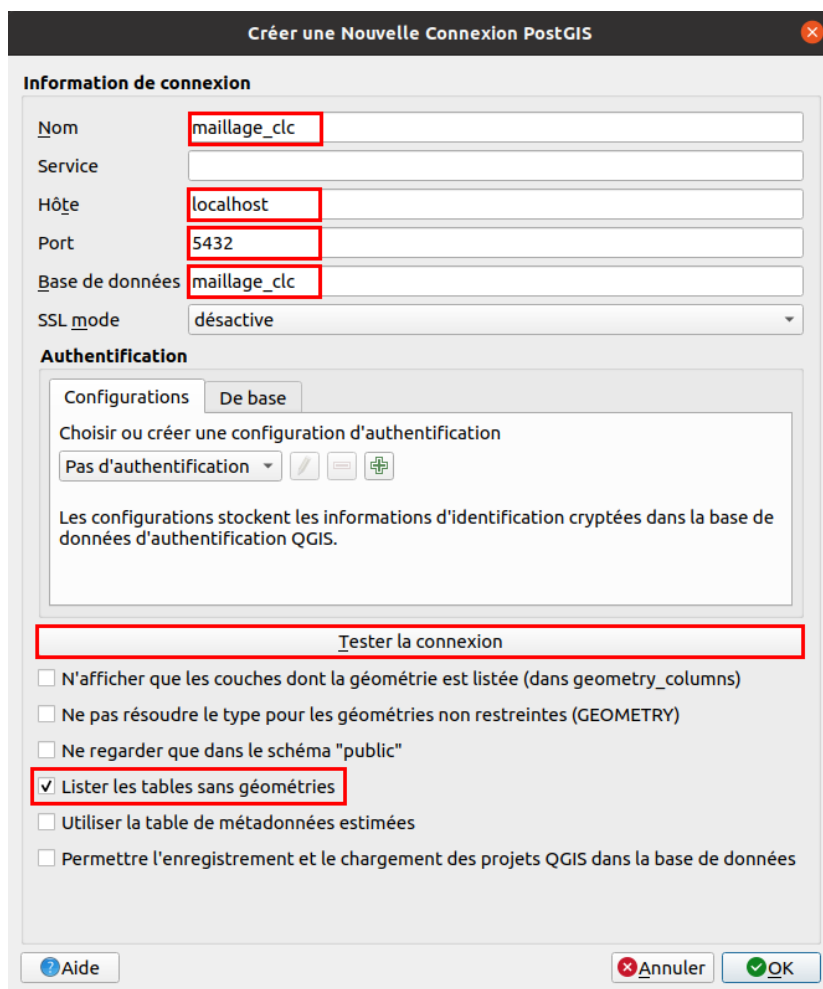 Créer une Nouvelle Connexion PostGIS
Information de connexion
Nom maillage_clc
Service
Hôte localhost
Port 5432
Base de données maillage_clc
SSL mode désactive
Authentification
Configurations De base
Choisir ou créer une configuration d'authentification
Pas d'authentification
Les configurations stockent les informations d'identification cryptées dans la base de
données d'authentification QGIS.
Tester la connexion
N'afficher que les couches dont la géométrie est listée (dans geometry_columns)
Ne pas résoudre le type pour les géométries non restreintes (GEOMETRY)
Ne regarder que dans le schéma "public"
Lister les tables sans géométries
Utiliser la table de métadonnées estimées
Permettre l'enregistrement et le chargement des projets QGIS dans la base de données
Aide Annuler OK